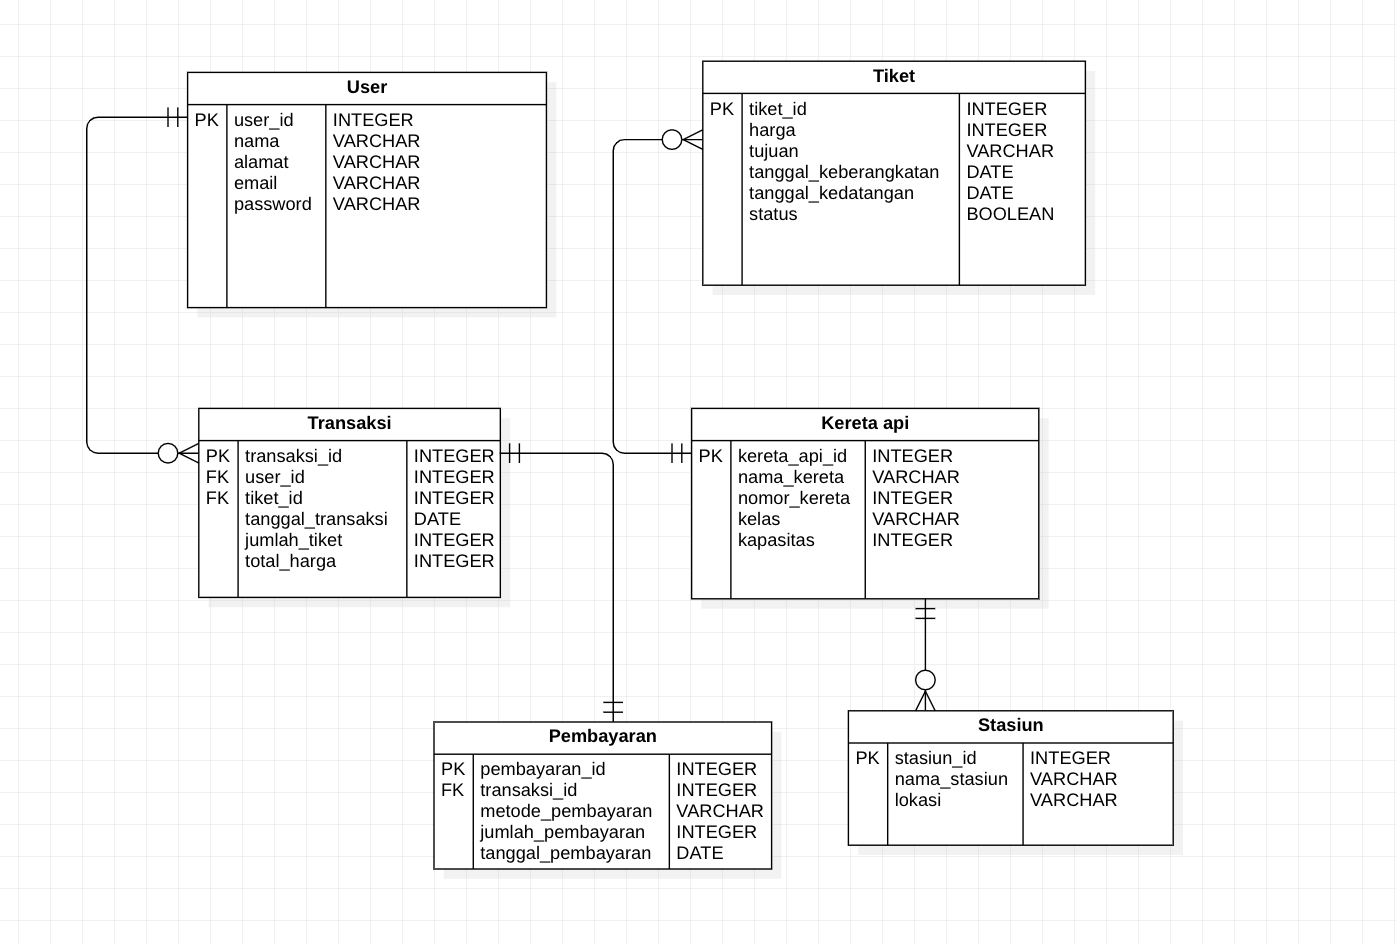 User
PK user_id INTEGER
nama VARCHAR
alamat VARCHAR
email VARCHAR
password VARCHAR
Tiket
PK tiket_id INTEGER
harga INTEGER
tujuan VARCHAR
tanggal_keberangkatan DATE
tanggal_kedatangan DATE
status BOOLEAN
Transaksi
PK transaksi_id INTEGER
FK user_id INTEGER
FK tiket_id INTEGER
tanggal_transaksi DATE
jumlah_tiket INTEGER
total_harga INTEGER
Kereta api
PK kereta_api_id INTEGER
nama_kereta VARCHAR
nomor_kereta INTEGER
kelas VARCHAR
kapasitas INTEGER
Pembayaran
PK pembayaran_id INTEGER
FK transaksi_id INTEGER
metode_pembayaran VARCHAR
jumlah_pembayaran INTEGER
tanggal_pembayaran DATE
Stasiun
PK stasiun_id INTEGER
nama_stasiun VARCHAR
lokasi VARCHAR